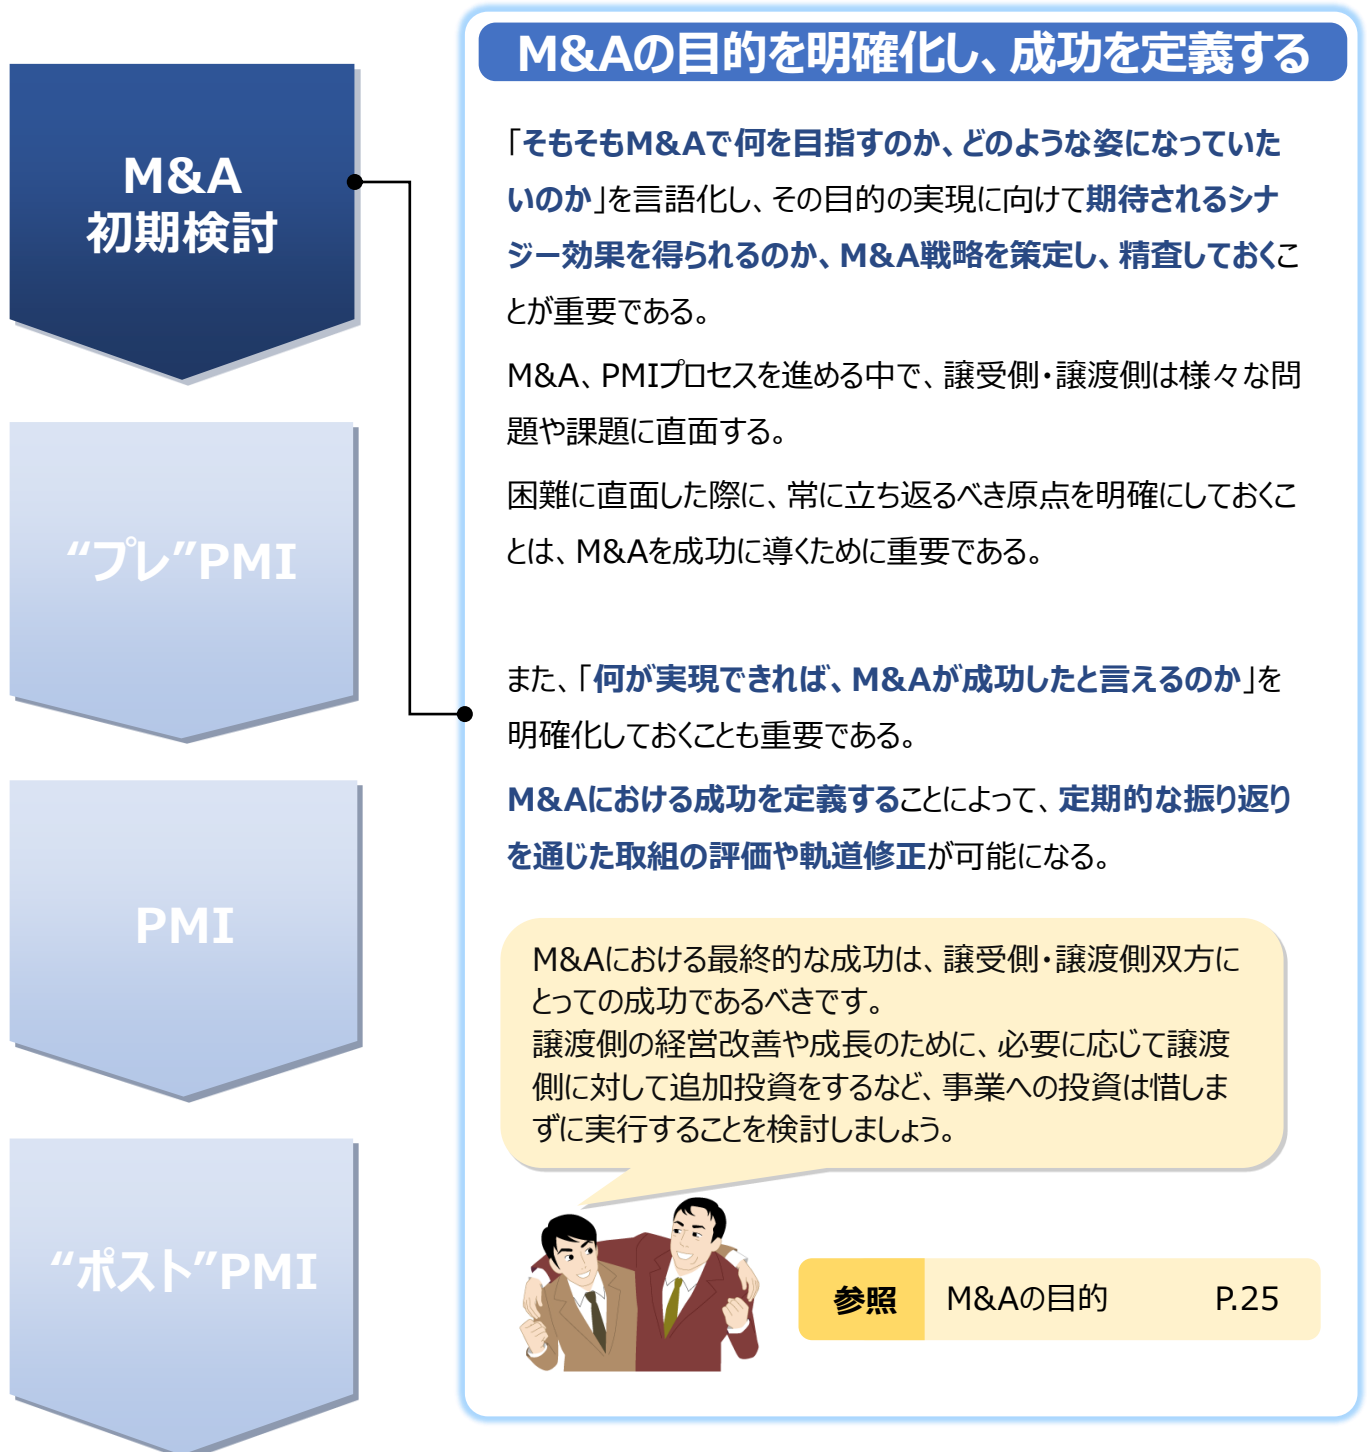 M&A
初期検討
“プレ”PMI
PMI
“ポスト”PMI
M&Aの目的を明確化し、成功を定義する
「そもそもM&Aで何を目指すのか、どのような姿になっていた
いのか」を言語化し、その目的の実現に向けて期待されるシナ
ジー効果を得られるのか、M&A戦略を策定し、精査しておくこ
とが重要である。
M&A、PMIプロセスを進める中で、譲受側・譲渡側は様々な問
題や課題に直面する。
困難に直面した際に、常に立ち返るべき原点を明確にしておくこ
とは、M&Aを成功に導くために重要である。
また、「何が実現できれば、M&Aが成功したと言えるのか」を
明確化しておくことも重要である。
M&Aにおける成功を定義することによって、定期的な振り返り
を通じた取組の評価や軌道修正が可能になる。
M&Aにおける最終的な成功は、譲受側・譲渡側双方に
とっての成功であるべきです。
譲渡側の経営改善や成長のために、必要に応じて譲渡
側に対して追加投資をするなど、事業への投資は惜しま
ずに実行することを検討しましょう。
参照 M&Aの目的 P.25